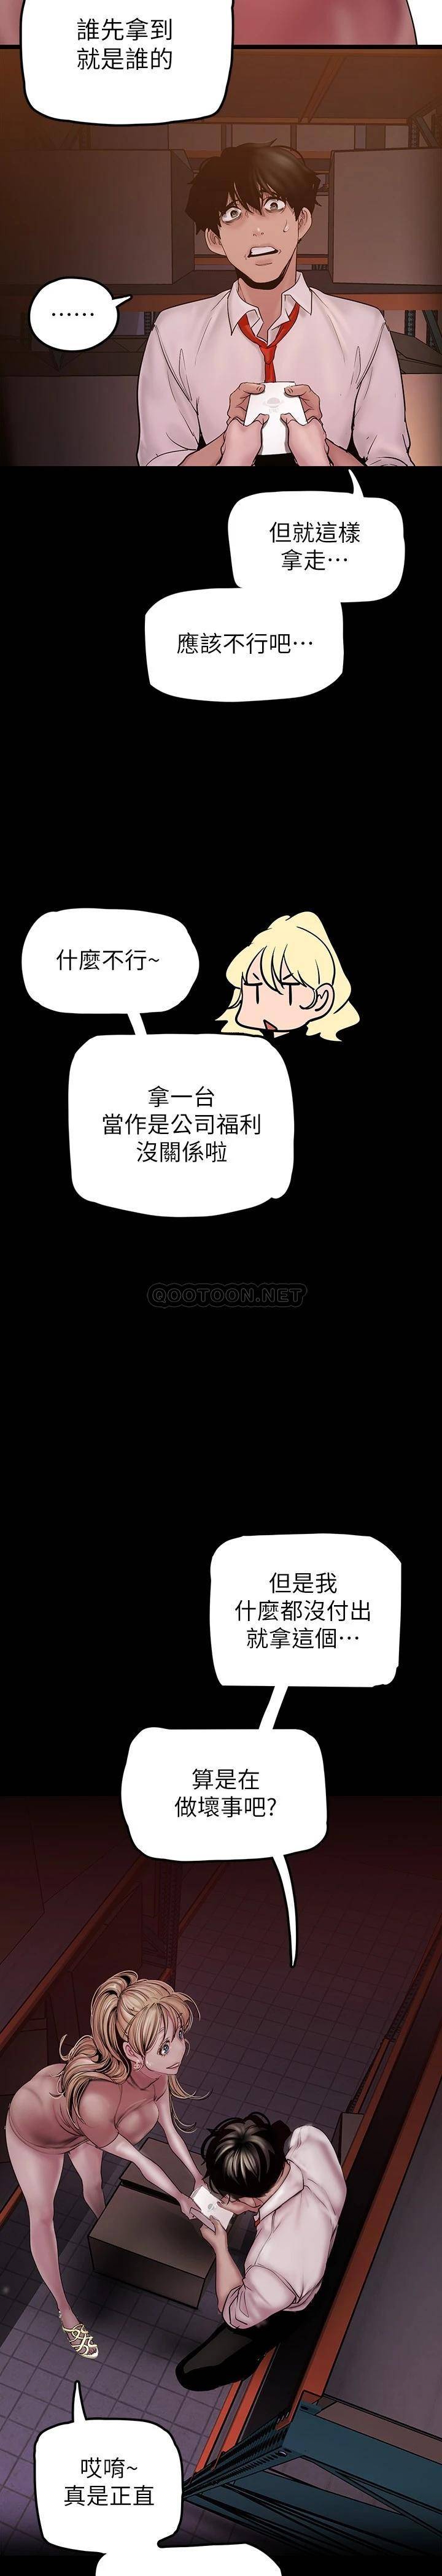 誰先拿到
就是誰的
……
但就這樣
拿走…
應該不行吧…
什麼不行~
拿一台
當作是公司福利
沒關係啦
QOOTOON.NET
但是我
什麼都沒付出
就拿這個…
算是在
做壞事吧?
哎唷~
真是正直